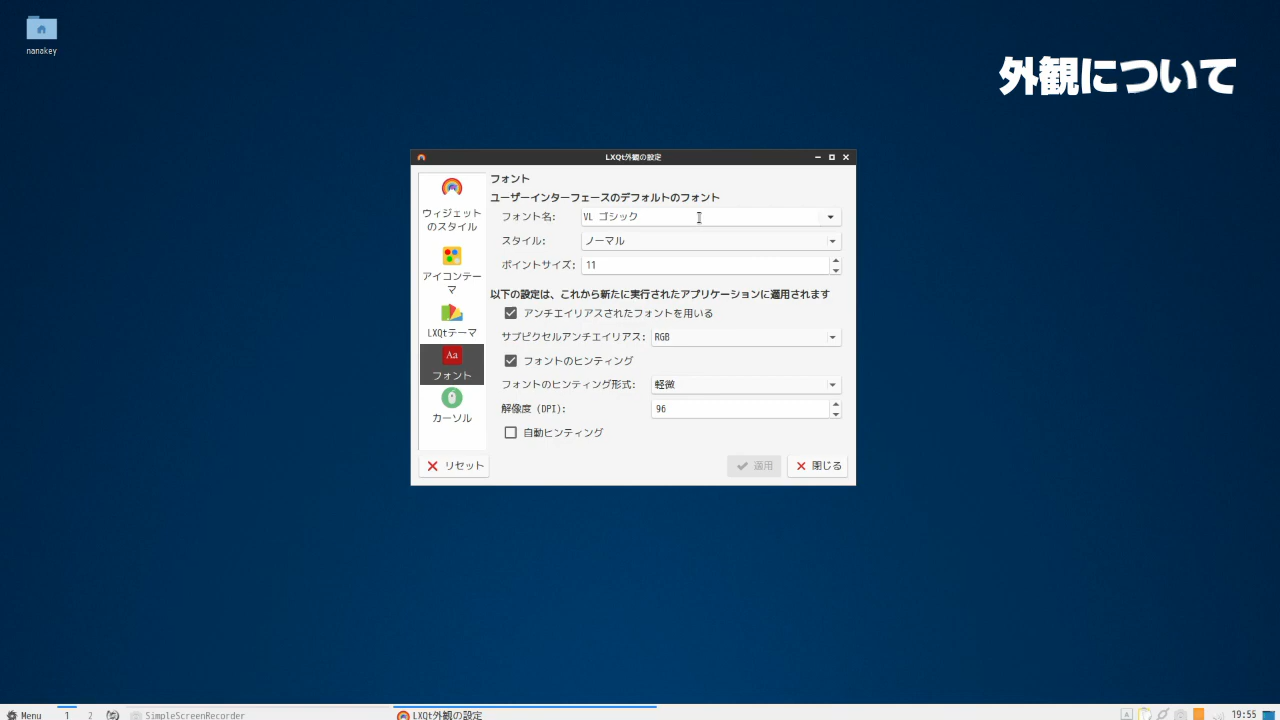 nanakey
外観について
LXQt外観の設定
ウィジェット
のスタイル
アイコンテー
マ
LXQtテーマ
Aa
フォント
カーソル
フォント
ユーザーインターフェースのデフォルトのフォント
フォント名: VL ゴシック
スタイル: ノーマル
ポイントサイズ: 11
以下の設定は、これから新たに実行されたアプリケーションに適用されます
アンチエイリアスされたフォントを用いる
サブピクセルアンチエイリアス: RGB
フォントのヒンティング
フォントのヒンティング形式: 軽微
解像度 (DPI): 96
自動ヒンティング
リセット
適用
閉じる
Menu 1 2 SimpleScreenRecorder LXQt外観の設定 A 19:55